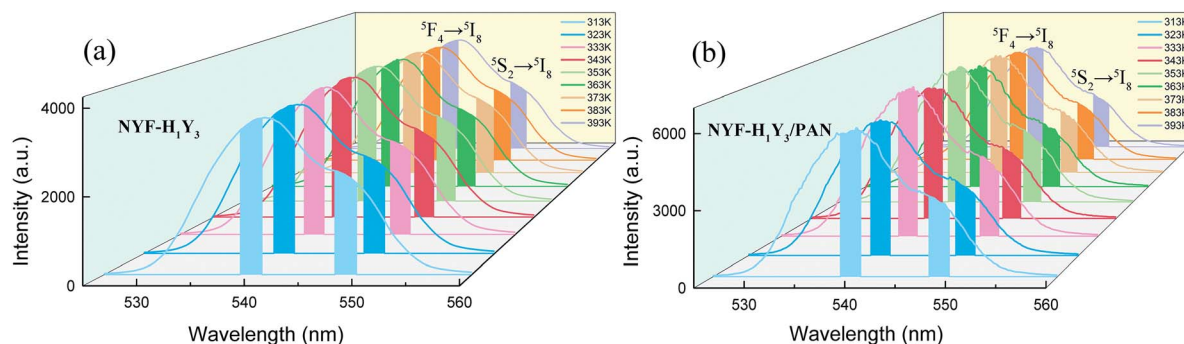 (a)
⁵F₄→⁵I₈
⁵S₂→⁵I₈
NYF-H₁Y₃
313K
323K
333K
343K
353K
363K
373K
383K
393K
Intensity (a.u.)
4000
2000
0
530
540
550
560
Wavelength (nm)
(b)
⁵F₄→⁵I₈
⁵S₂→⁵I₈
NYF-H₁Y₃/PAN
313K
323K
333K
343K
353K
363K
373K
383K
393K
Intensity (a.u.)
6000
3000
0
530
540
550
560
Wavelength (nm)